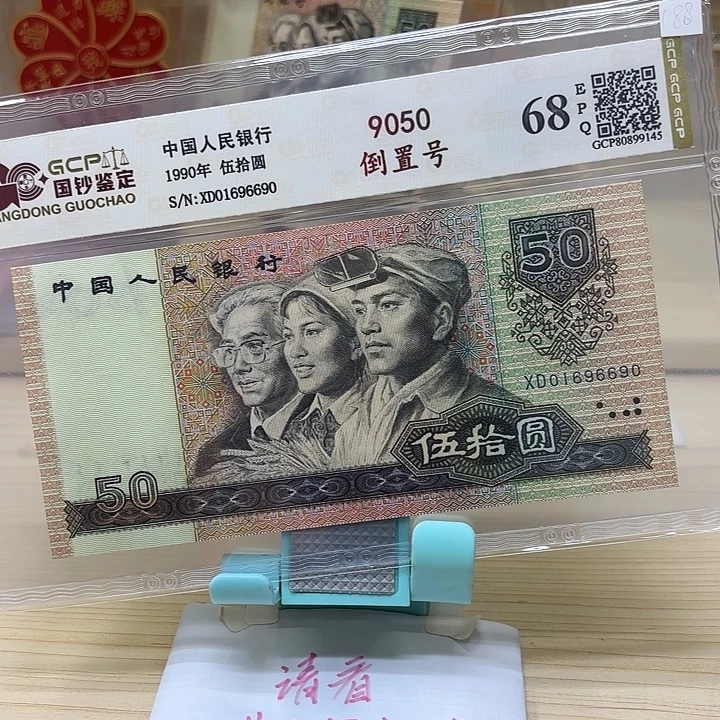 188
GCP
国钞鉴定
ANGDONG GUOCHAO
中国人民银行
1990年 伍拾圆
S/N:XD01696690
9050
倒置号
68
EPQ
GCP80899145
GCP GCP GCP
中国人民银行
50
XD01696690
伍拾圆
50
请看